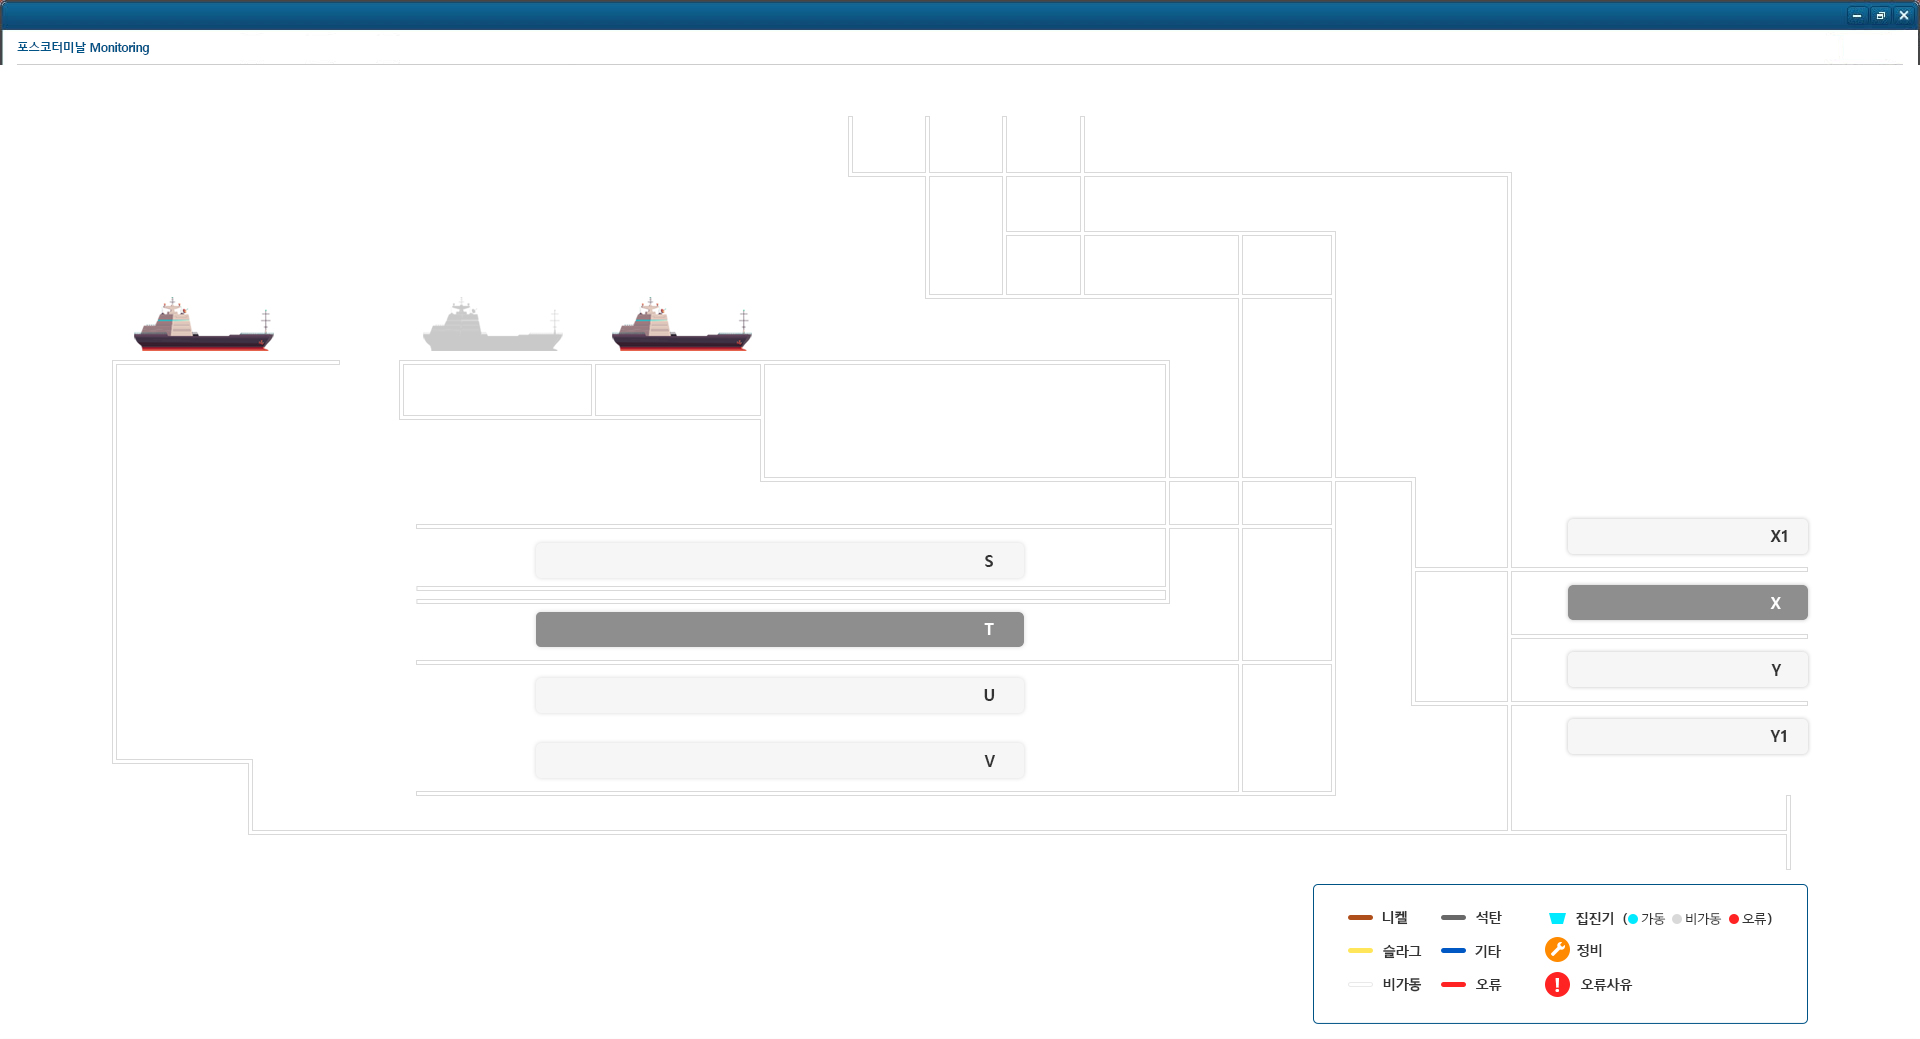 포스코터미날 Monitoring
X1
S
X
T
Y
U
Y1
V
니켈 석탄 집진기 (가동 비가동 오류)
슬라그 기타 정비
비가동 오류 오류사유